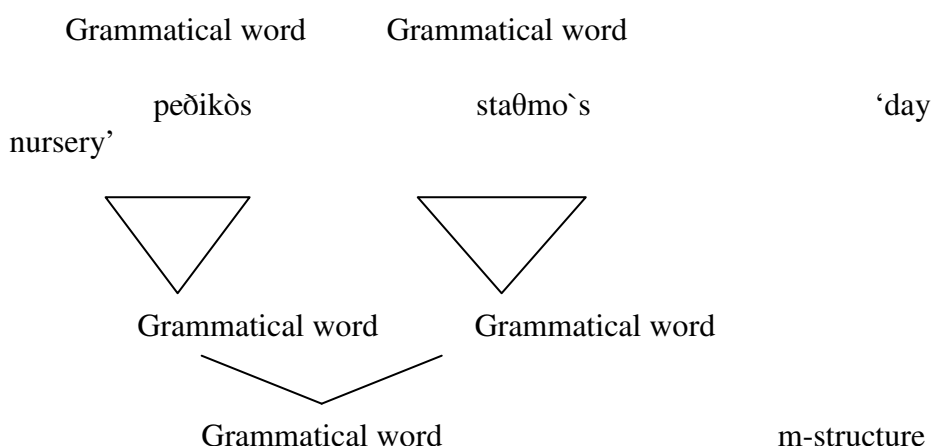 Grammatical word Grammatical word
peðikòs staθmo`s ‘day
nursery’
Grammatical word Grammatical word
Grammatical word m-structure